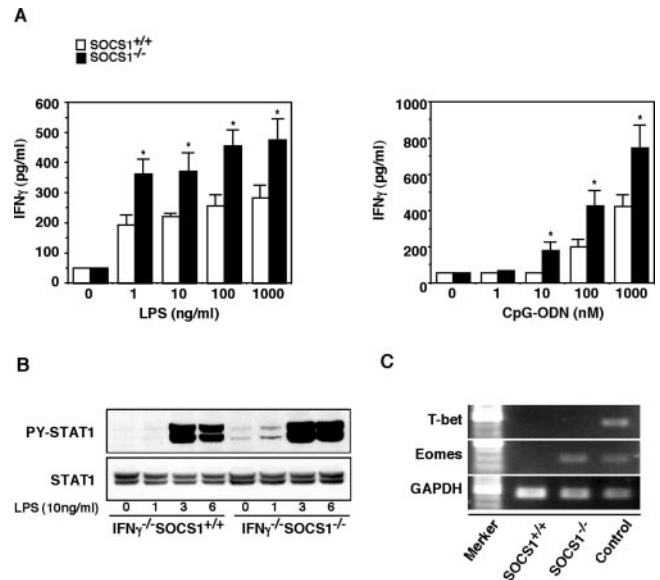 A
SOCS1+/+
SOCS1-/-
600
500
400
300
200
100
0
IFNγ (pg/ml)
0 1 10 100 1000
LPS (ng/ml)
* * * *
1000
800
600
400
200
0
IFNγ (pg/ml)
0 1 10 100 1000
CpG-ODN (nM)
* * *
B
PY-STAT1
STAT1
LPS (10ng/ml) 0 1 3 6 0 1 3 6
IFNγ-/-SOCS1+/+ IFNγ-/-SOCS1-/-
C
T-bet
Eomes
GAPDH
Merker SOCS1+/+ SOCS1-/- Control